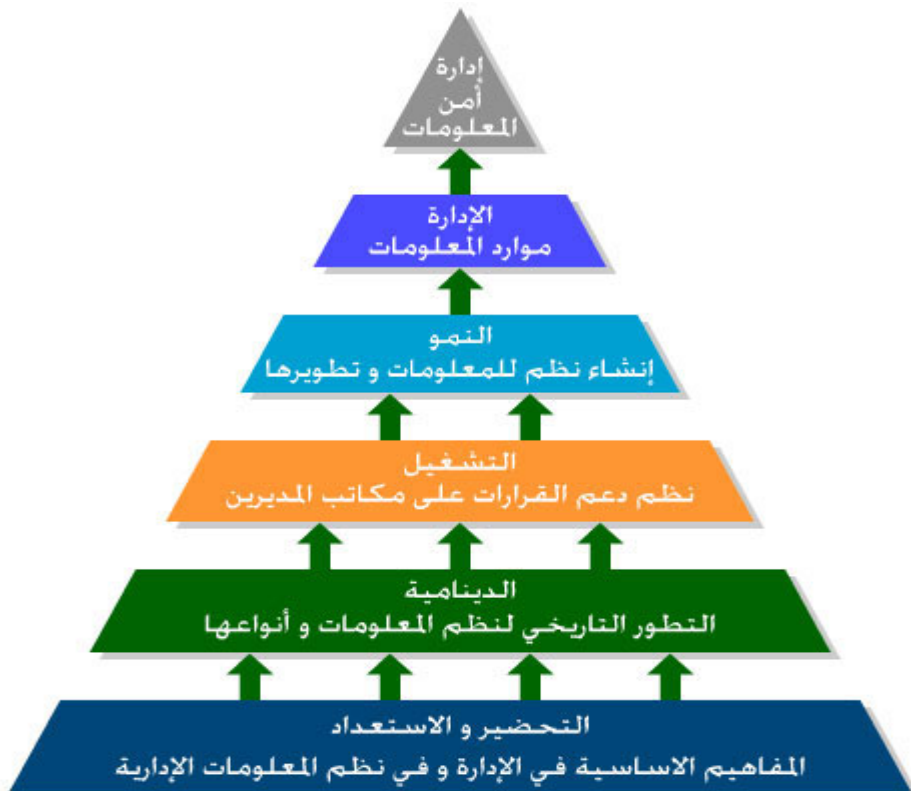 إدارة
أمن
المعلومات
الإدارة
موارد المعلومات
النمو
إنشاء نظم للمعلومات و تطويرها
التشغيل
نظم دعم القرارات على مكاتب المديرين
الدينامية
التطور التاريخي لنظم المعلومات و أنواعها
التحضير و الاستعداد
المفاهيم الاساسية في الإدارة و في نظم المعلومات الإدارية